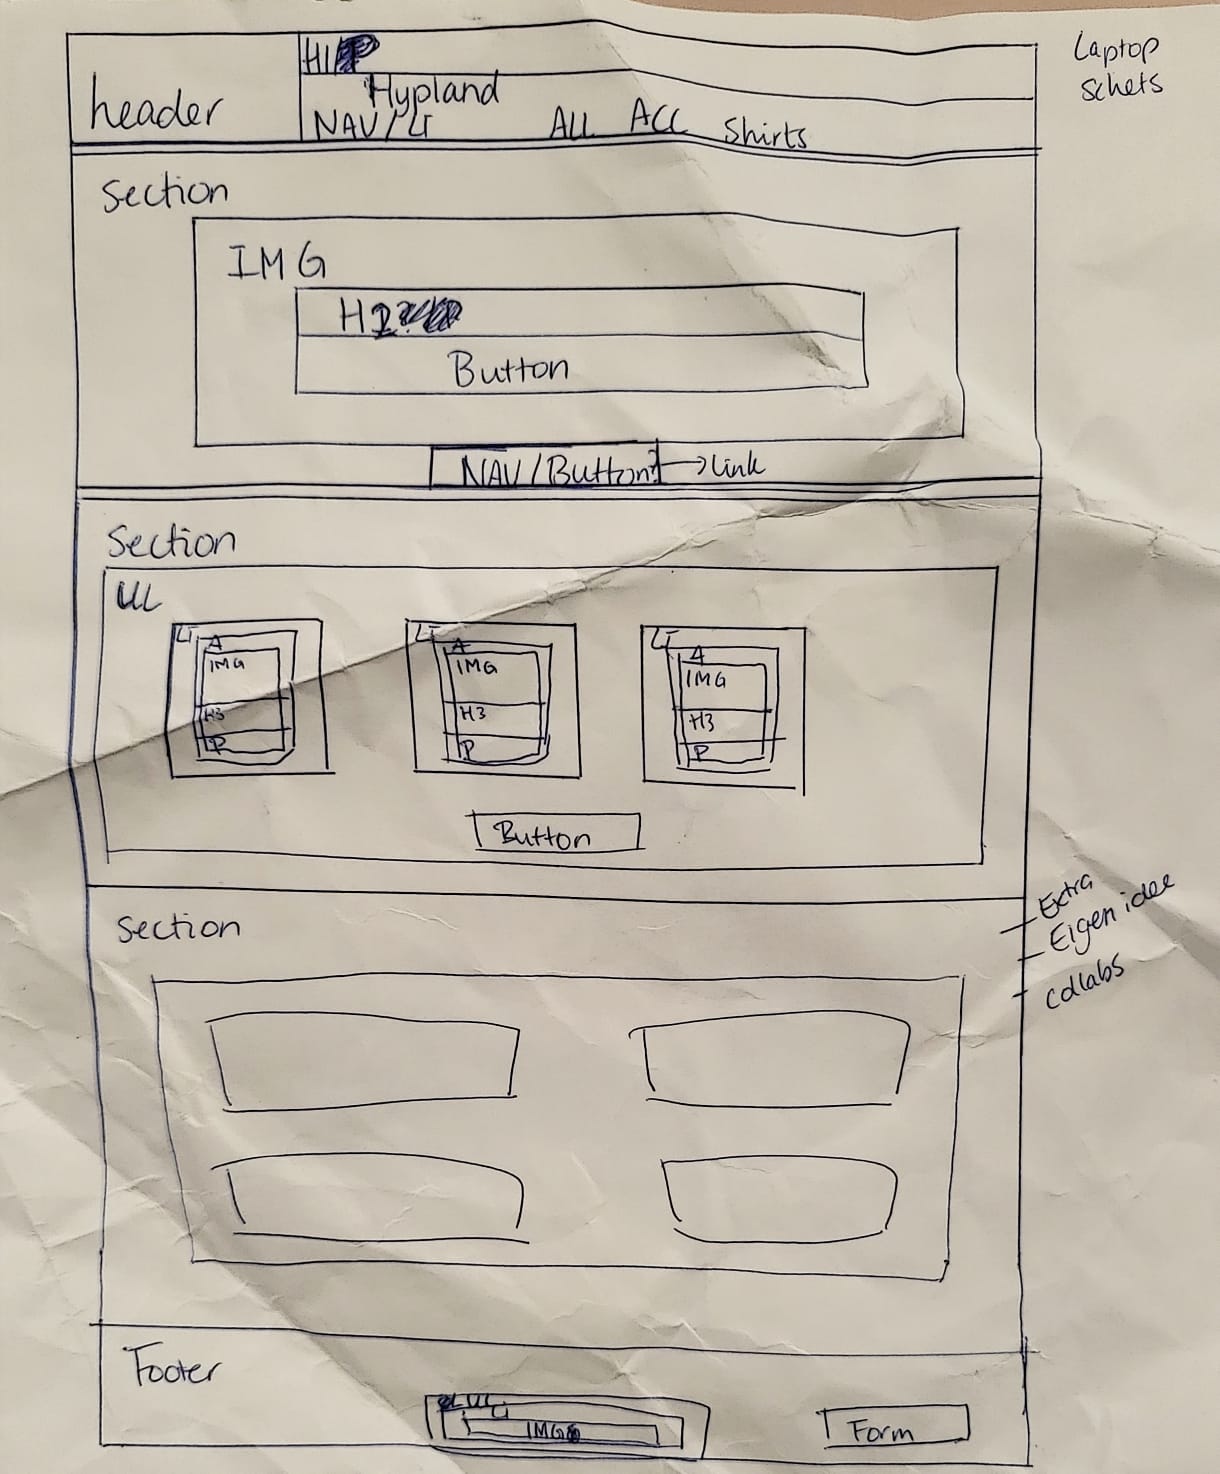 Laptop
schets
H1
Hypland
header
NAV/LI
ALL ACC Shirts
Section
IMG
H2
Button
NAV/Button? → Link
Section
UL
LI LI LI
A A A
IMG IMG IMG
H3 H3 H3
P P P
Button
Extra
Eigen idee
collabs
Section
Footer
UL
LI
IMG
Form